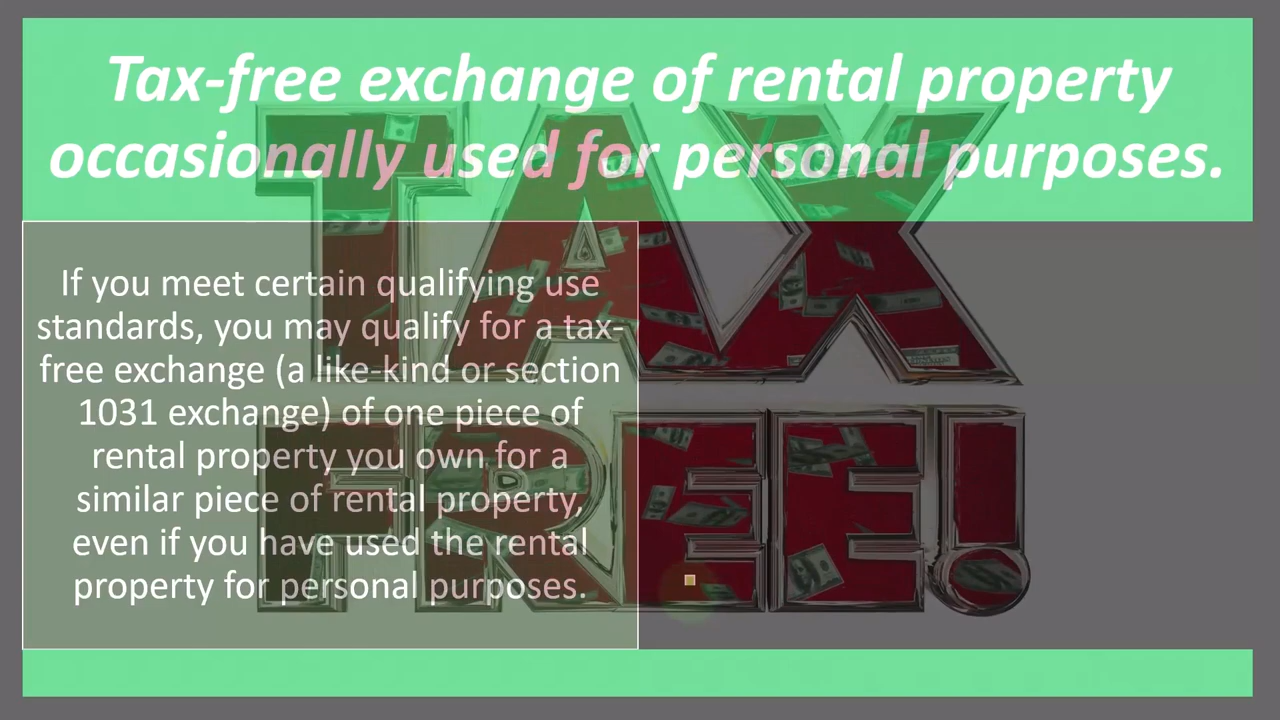 Tax-free exchange of rental property
occasionally used for personal purposes.
If you meet certain qualifying use
standards, you may qualify for a tax-
free exchange (a like-kind or section
1031 exchange) of one piece of
rental property you own for a
similar piece of rental property,
even if you have used the rental
property for personal purposes.
TAX
FREE!